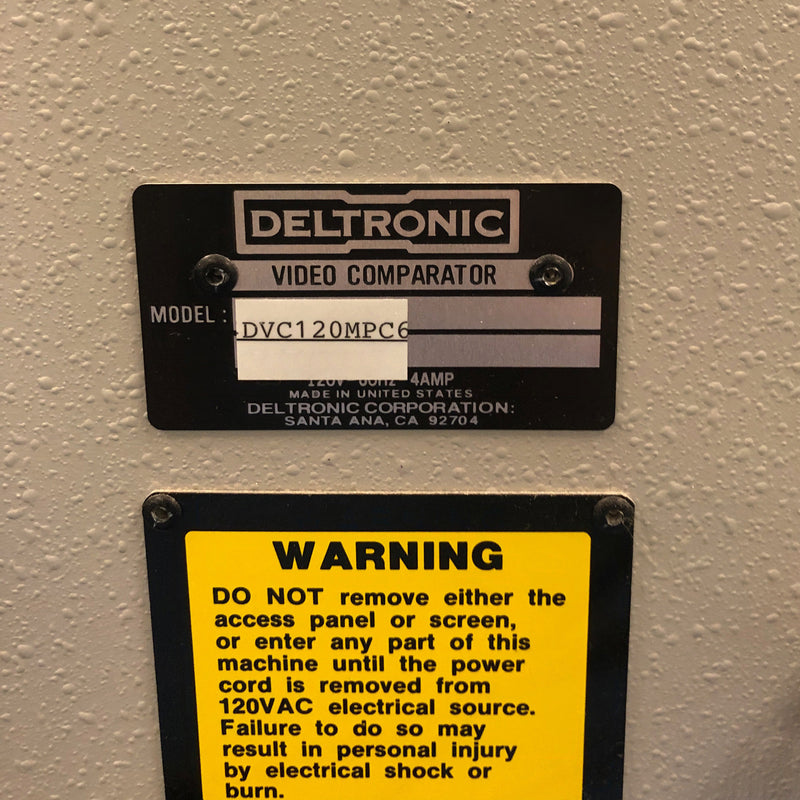 DELTRONIC
VIDEO COMPARATOR
MODEL :
DVC120MPC6
120V 60Hz 4AMP
MADE IN UNITED STATES
DELTRONIC CORPORATION:
SANTA ANA, CA 92704
WARNING
DO NOT remove either the
access panel or screen,
or enter any part of this
machine until the power
cord is removed from
120VAC electrical source.
Failure to do so may
result in personal injury
by electrical shock or
burn.